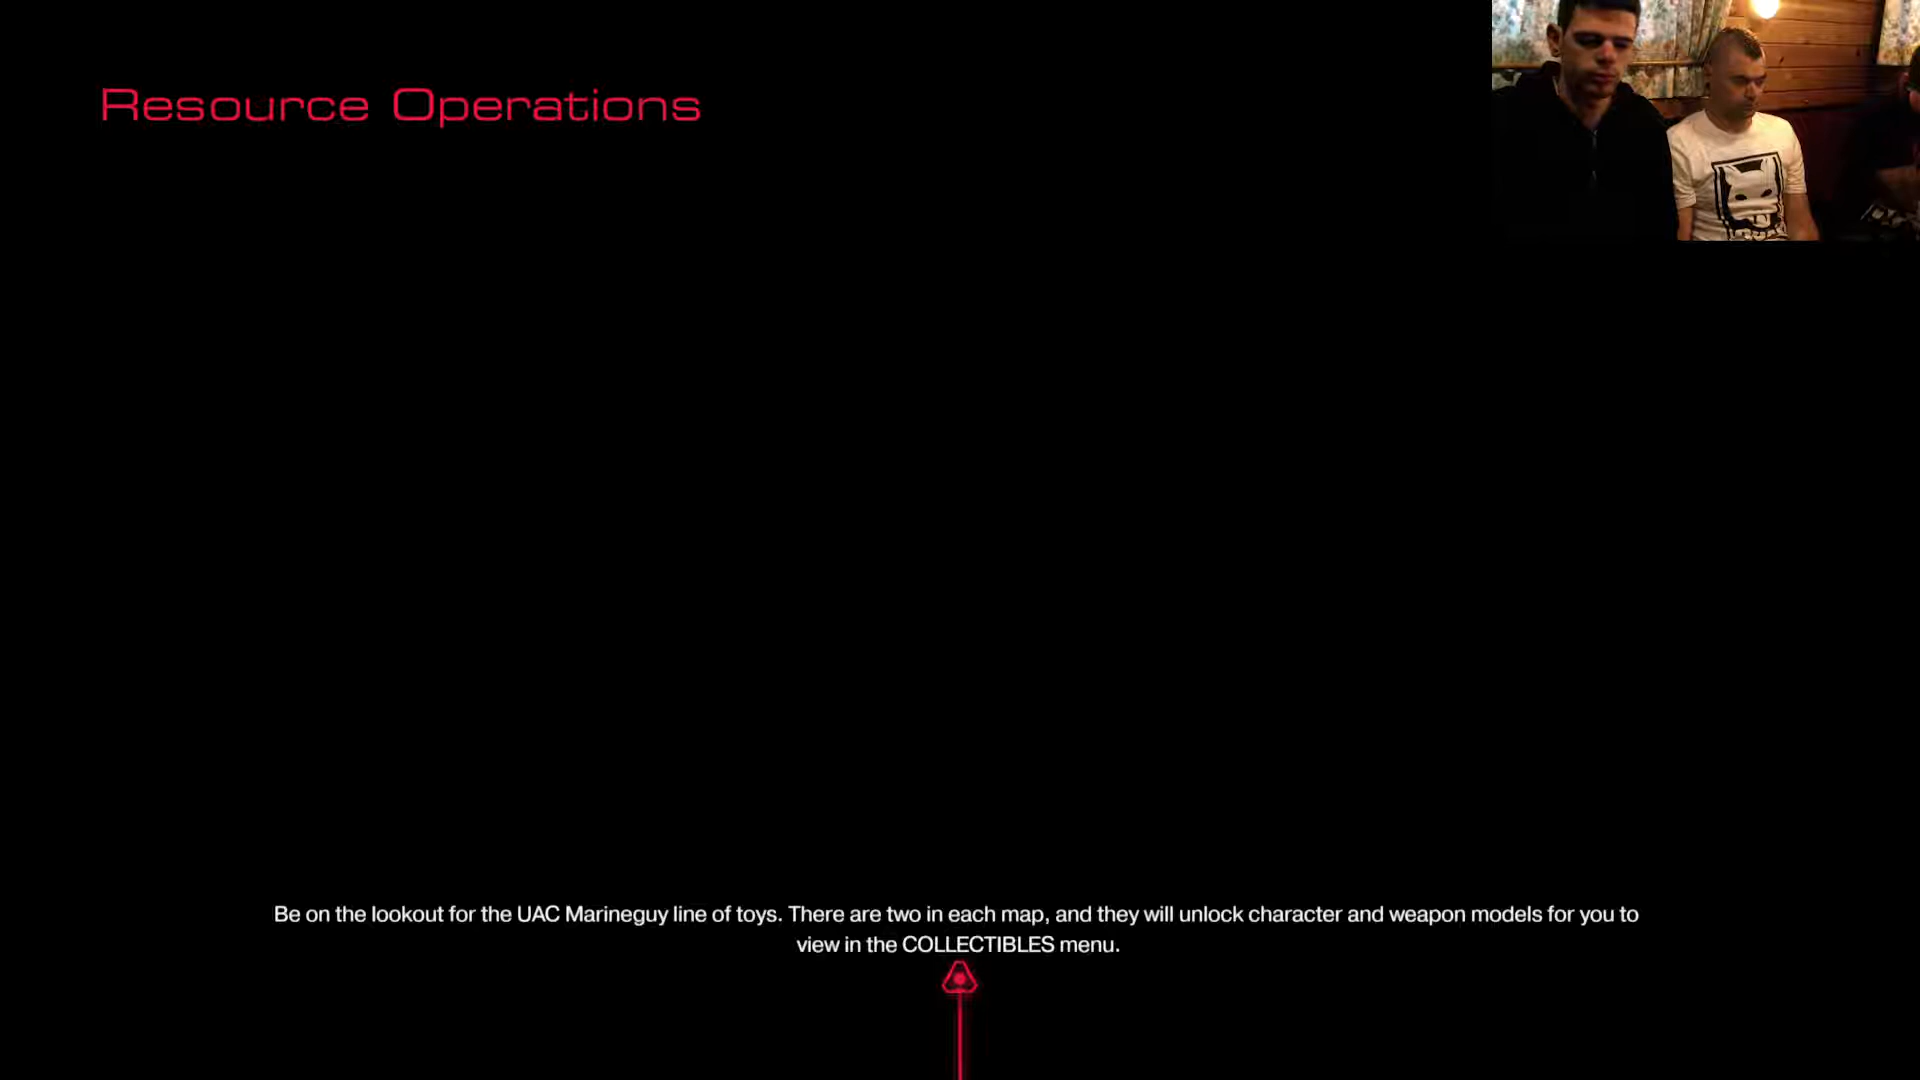 Resource Operations
Be on the lookout for the UAC Marineguy line of toys. There are two in each map, and they will unlock character and weapon models for you to
view in the COLLECTIBLES menu.